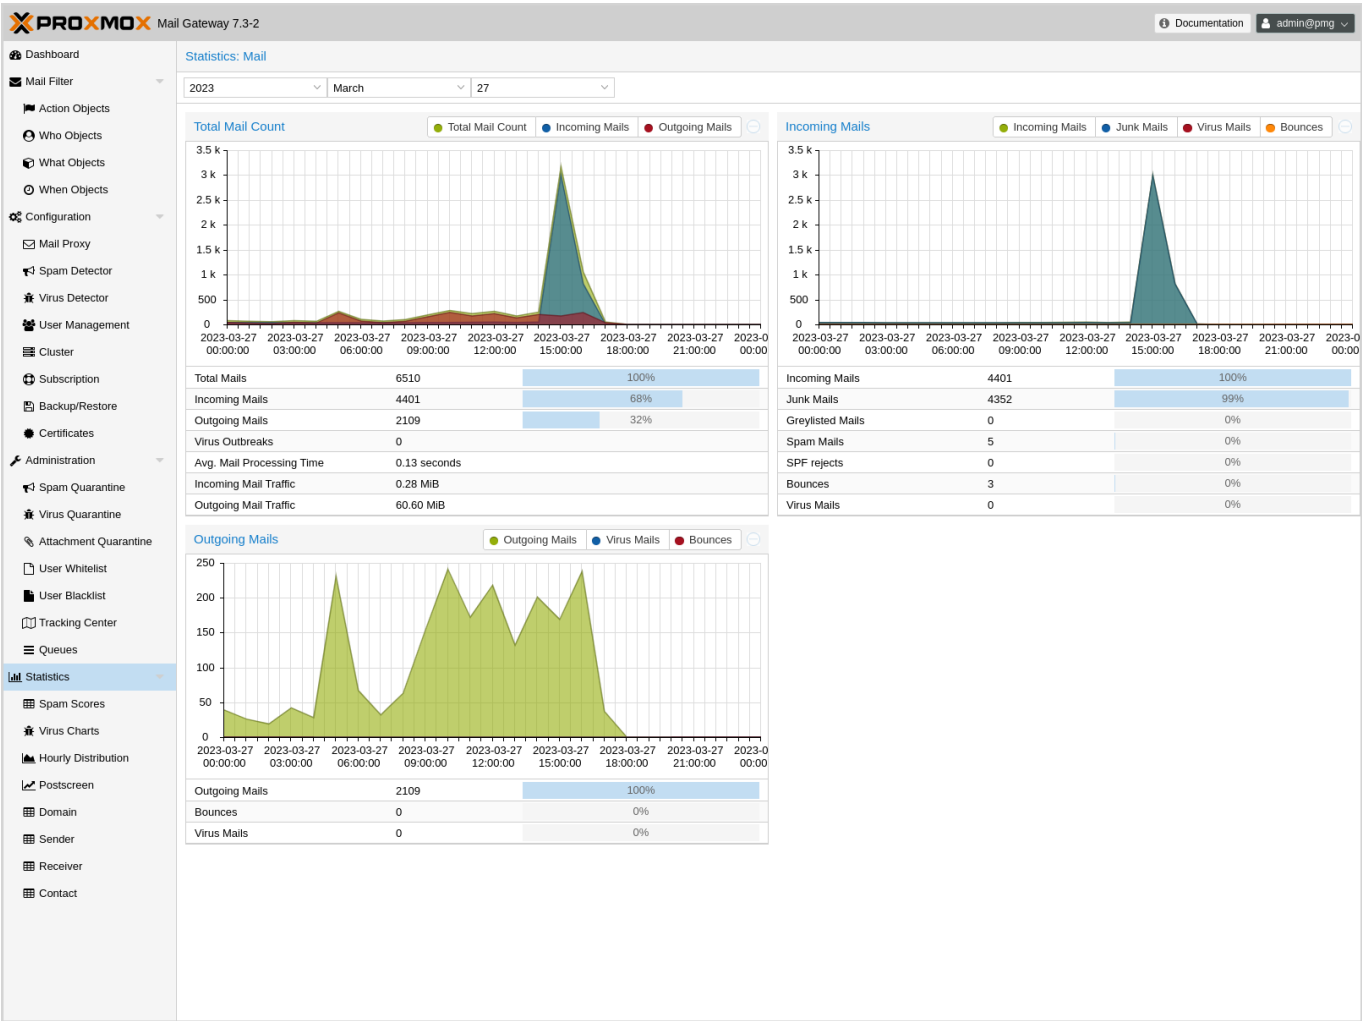 PROXMOX Mail Gateway 7.3-2
Documentation
admin@pmg
Dashboard
Mail Filter
Action Objects
Who Objects
What Objects
When Objects
Configuration
Mail Proxy
Spam Detector
Virus Detector
User Management
Cluster
Subscription
Backup/Restore
Certificates
Administration
Spam Quarantine
Virus Quarantine
Attachment Quarantine
User Whitelist
User Blacklist
Tracking Center
Queues
Statistics
Spam Scores
Virus Charts
Hourly Distribution
Postscreen
Domain
Sender
Receiver
Contact
Statistics: Mail
2023 March 27
Total Mail Count
Total Mail Count Incoming Mails Outgoing Mails
3.5 k
3 k
2.5 k
2 k
1.5 k
1 k
500
0
2023-03-27 2023-03-27 2023-03-27 2023-03-27 2023-03-27 2023-03-27 2023-03-27 2023-03-27 2023-0
00:00:00 03:00:00 06:00:00 09:00:00 12:00:00 15:00:00 18:00:00 21:00:00 00:00
Total Mails 6510 100%
Incoming Mails 4401 68%
Outgoing Mails 2109 32%
Virus Outbreaks 0
Avg. Mail Processing Time 0.13 seconds
Incoming Mail Traffic 0.28 MiB
Outgoing Mail Traffic 60.60 MiB
Incoming Mails
Incoming Mails Junk Mails Virus Mails Bounces
3.5 k
3 k
2.5 k
2 k
1.5 k
1 k
500
0
2023-03-27 2023-03-27 2023-03-27 2023-03-27 2023-03-27 2023-03-27 2023-03-27 2023-03-27 2023-0
00:00:00 03:00:00 06:00:00 09:00:00 12:00:00 15:00:00 18:00:00 21:00:00 00:00
Incoming Mails 4401 100%
Junk Mails 4352 99%
Greylisted Mails 0 0%
Spam Mails 5 0%
SPF rejects 0 0%
Bounces 3 0%
Virus Mails 0 0%
Outgoing Mails
Outgoing Mails Virus Mails Bounces
250
200
150
100
50
0
2023-03-27 2023-03-27 2023-03-27 2023-03-27 2023-03-27 2023-03-27 2023-03-27 2023-03-27 2023-0
00:00:00 03:00:00 06:00:00 09:00:00 12:00:00 15:00:00 18:00:00 21:00:00 00:00
Outgoing Mails 2109 100%
Bounces 0 0%
Virus Mails 0 0%